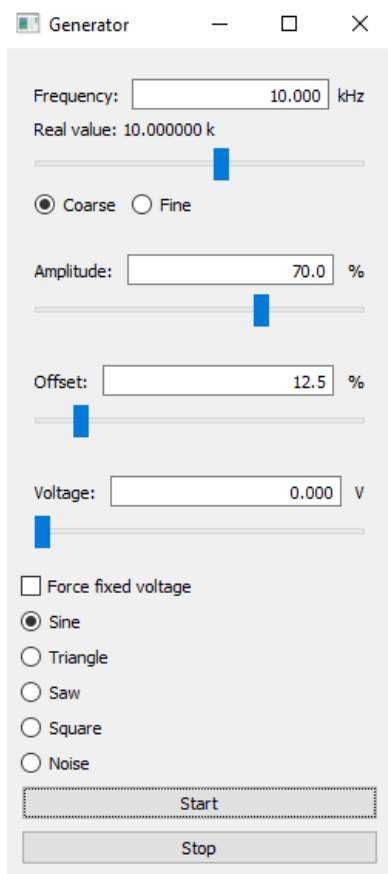 Generator
Frequency: 10.000 kHz
Real value: 10.000000 k
Coarse Fine
Amplitude: 70.0 %
Offset: 12.5 %
Voltage: 0.000 V
Force fixed voltage
Sine
Triangle
Saw
Square
Noise
Start
Stop